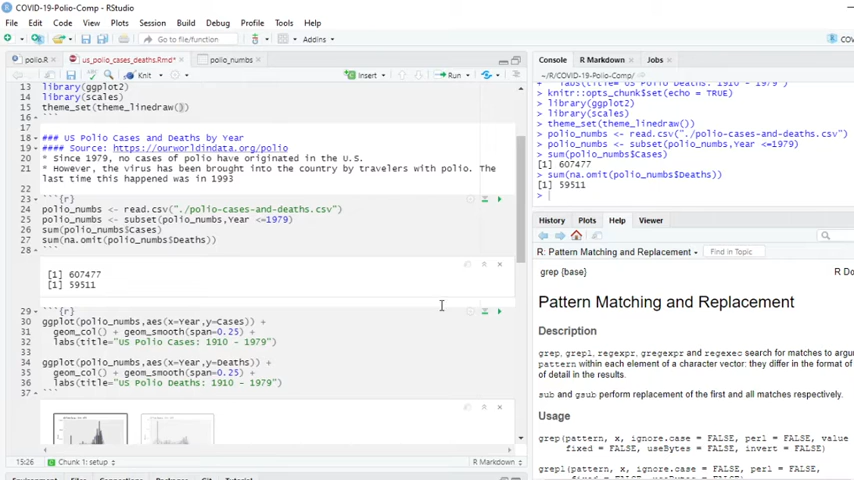 COVID-19-Polio-Comp - RStudio
File Edit Code View Plots Session Build Debug Profile Tools Help
Go to file/function Addins COV
polio.R us_polio_cases_deaths.Rmd* polio_numbs
Knit Insert Run
13 library(ggplot2)
14 library(scales)
15 theme_set(theme_linedraw())
16 ```
17
18 ### US Polio Cases and Deaths by Year
19 #### Source: https://ourworldindata.org/polio
20 * Since 1979, no cases of polio have originated in the U.S.
21 * However, the virus has been brought into the country by travelers with polio. The
last time this happened was in 1993
22
23 ```{r}
24 polio_numbs <- read.csv("./polio-cases-and-deaths.csv")
25 polio_numbs <- subset(polio_numbs,Year <=1979)
26 sum(polio_numbs$Cases)
27 sum(na.omit(polio_numbs$Deaths))
28 ```
[1] 607477
[1] 59511
29 ```{r}
30 ggplot(polio_numbs,aes(x=Year,y=Cases)) +
31 geom_col() + geom_smooth(span=0.25) +
32 labs(title="US Polio Cases: 1910 - 1979")
33
34 ggplot(polio_numbs,aes(x=Year,y=Deaths)) +
35 geom_col() + geom_smooth(span=0.25) +
36 labs(title="US Polio Deaths: 1910 - 1979")
37 ```
15:26 Chunk 1: setup R Markdown
Console R Markdown Jobs
~/R/COVID-19-Polio-Comp/
+ labs(title="US Polio Deaths: 1910 - 1979")
> knitr::opts_chunk$set(echo = TRUE)
> library(ggplot2)
> library(scales)
> theme_set(theme_linedraw())
> polio_numbs <- read.csv("./polio-cases-and-deaths.csv")
> polio_numbs <- subset(polio_numbs,Year <=1979)
> sum(polio_numbs$Cases)
[1] 607477
> sum(na.omit(polio_numbs$Deaths))
[1] 59511
>
History Plots Help Viewer
R: Pattern Matching and Replacement Find in Topic
grep {base} R Do
Pattern Matching and Replacement
Description
grep, grepl, regexpr, gregexpr and regexec search for matches to argu
pattern within each element of a character vector: they differ in the format of
of detail in the results.
sub and gsub perform replacement of the first and all matches respectively.
Usage
grep(pattern, x, ignore.case = FALSE, perl = FALSE, value
fixed = FALSE, useBytes = FALSE, invert = FALSE)
grepl(pattern, x, ignore.case = FALSE, perl = FALSE,